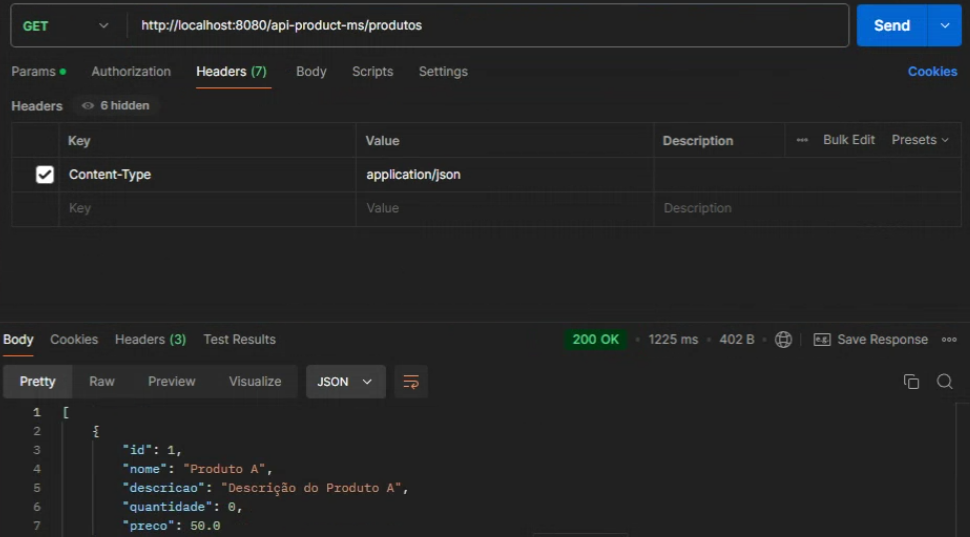 GET http://localhost:8080/api-product-ms/produtos Send
Params Authorization Headers (7) Body Scripts Settings Cookies
Headers 6 hidden
Key Value Description ••• Bulk Edit Presets
Content-Type application/json
Key Value Description
Body Cookies Headers (3) Test Results 200 OK • 1225 ms • 402 B • Save Response
Pretty Raw Preview Visualize JSON
1 [
2 {
3 "id": 1,
4 "nome": "Produto A",
5 "descricao": "Descrição do Produto A",
6 "quantidade": 0,
7 "preco": 50.0